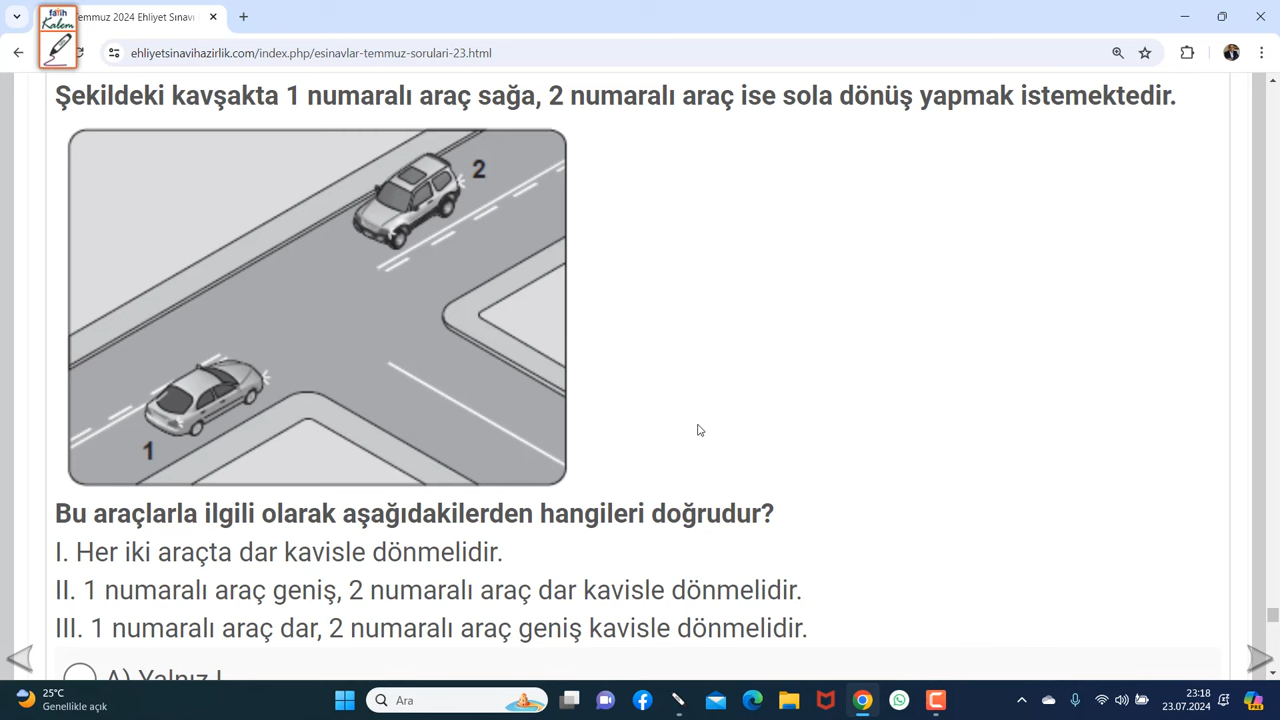 fatih
Kalem
Temmuz 2024 Ehliyet Sınavı
ehliyetsinavihazirlik.com/index.php/esinavlar-temmuz-sorulari-23.html
Şekildeki kavşakta 1 numaralı araç sağa, 2 numaralı araç ise sola dönüş yapmak istemektedir.
2
1
Bu araçlarla ilgili olarak aşağıdakilerden hangileri doğrudur?
I. Her iki araçta dar kavisle dönmelidir.
II. 1 numaralı araç geniş, 2 numaralı araç dar kavisle dönmelidir.
III. 1 numaralı araç dar, 2 numaralı araç geniş kavisle dönmelidir.
A) Yalnız I
25°C
Genellikle açık
Ara
23:18
23.07.2024